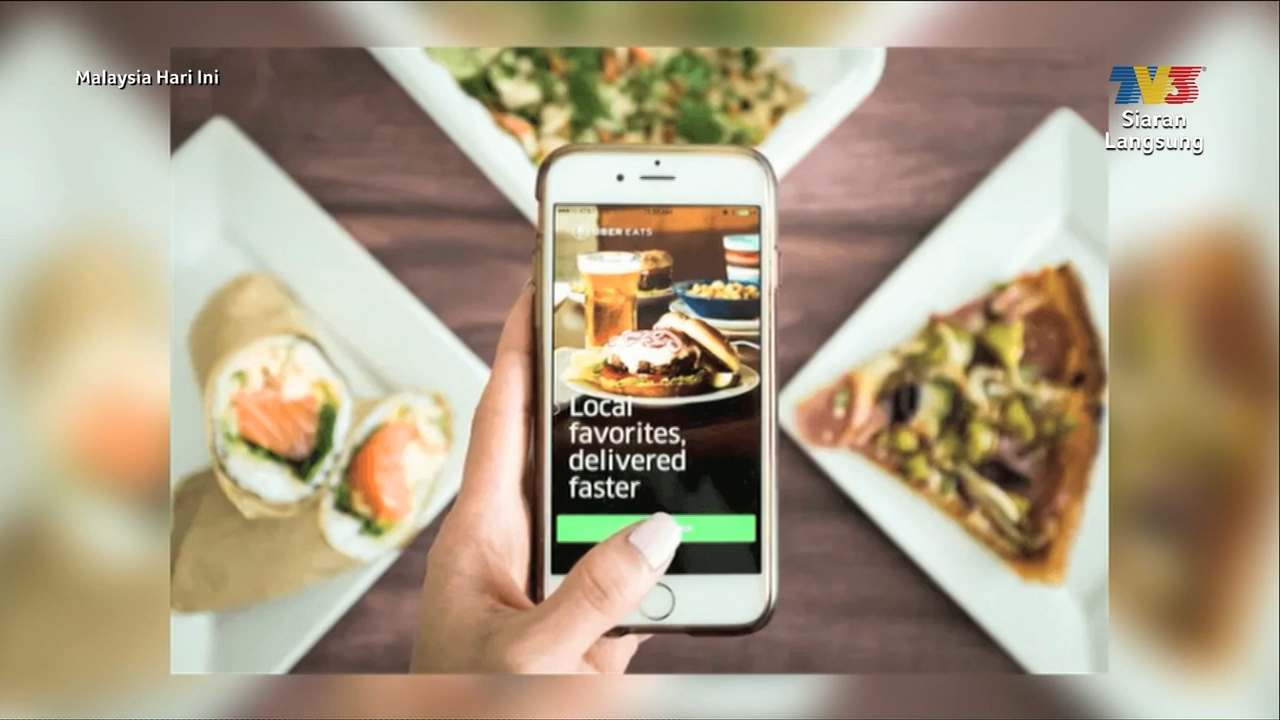 Malaysia Hari Ini
TV3
Siaran
Langsung
UBER EATS
Local
favorites,
delivered
faster